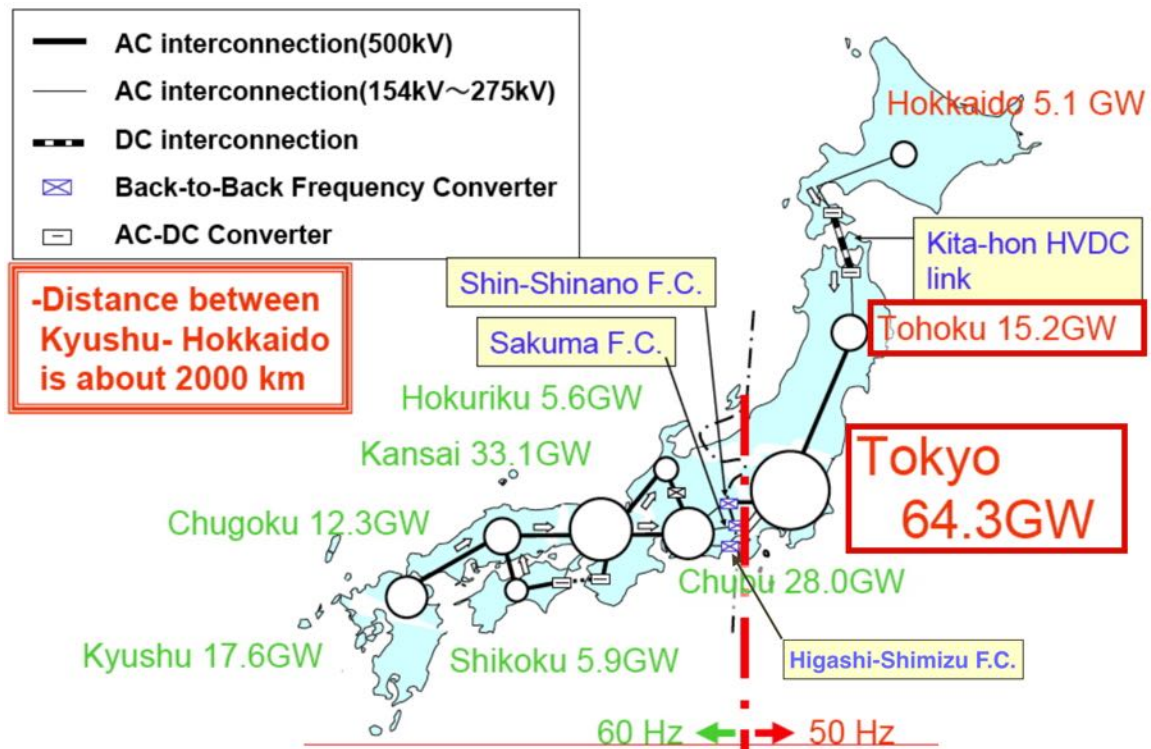 AC interconnection(500kV)
AC interconnection(154kV～275kV)
DC interconnection
Back-to-Back Frequency Converter
AC-DC Converter
-Distance between
Kyushu- Hokkaido
is about 2000 km
Hokkaido 5.1 GW
Kita-hon HVDC
link
Shin-Shinano F.C.
Sakuma F.C.
Tohoku 15.2GW
Hokuriku 5.6GW
Kansai 33.1GW
Tokyo
64.3GW
Chugoku 12.3GW
Chubu 28.0GW
Kyushu 17.6GW
Shikoku 5.9GW
Higashi-Shimizu F.C.
60 Hz
50 Hz